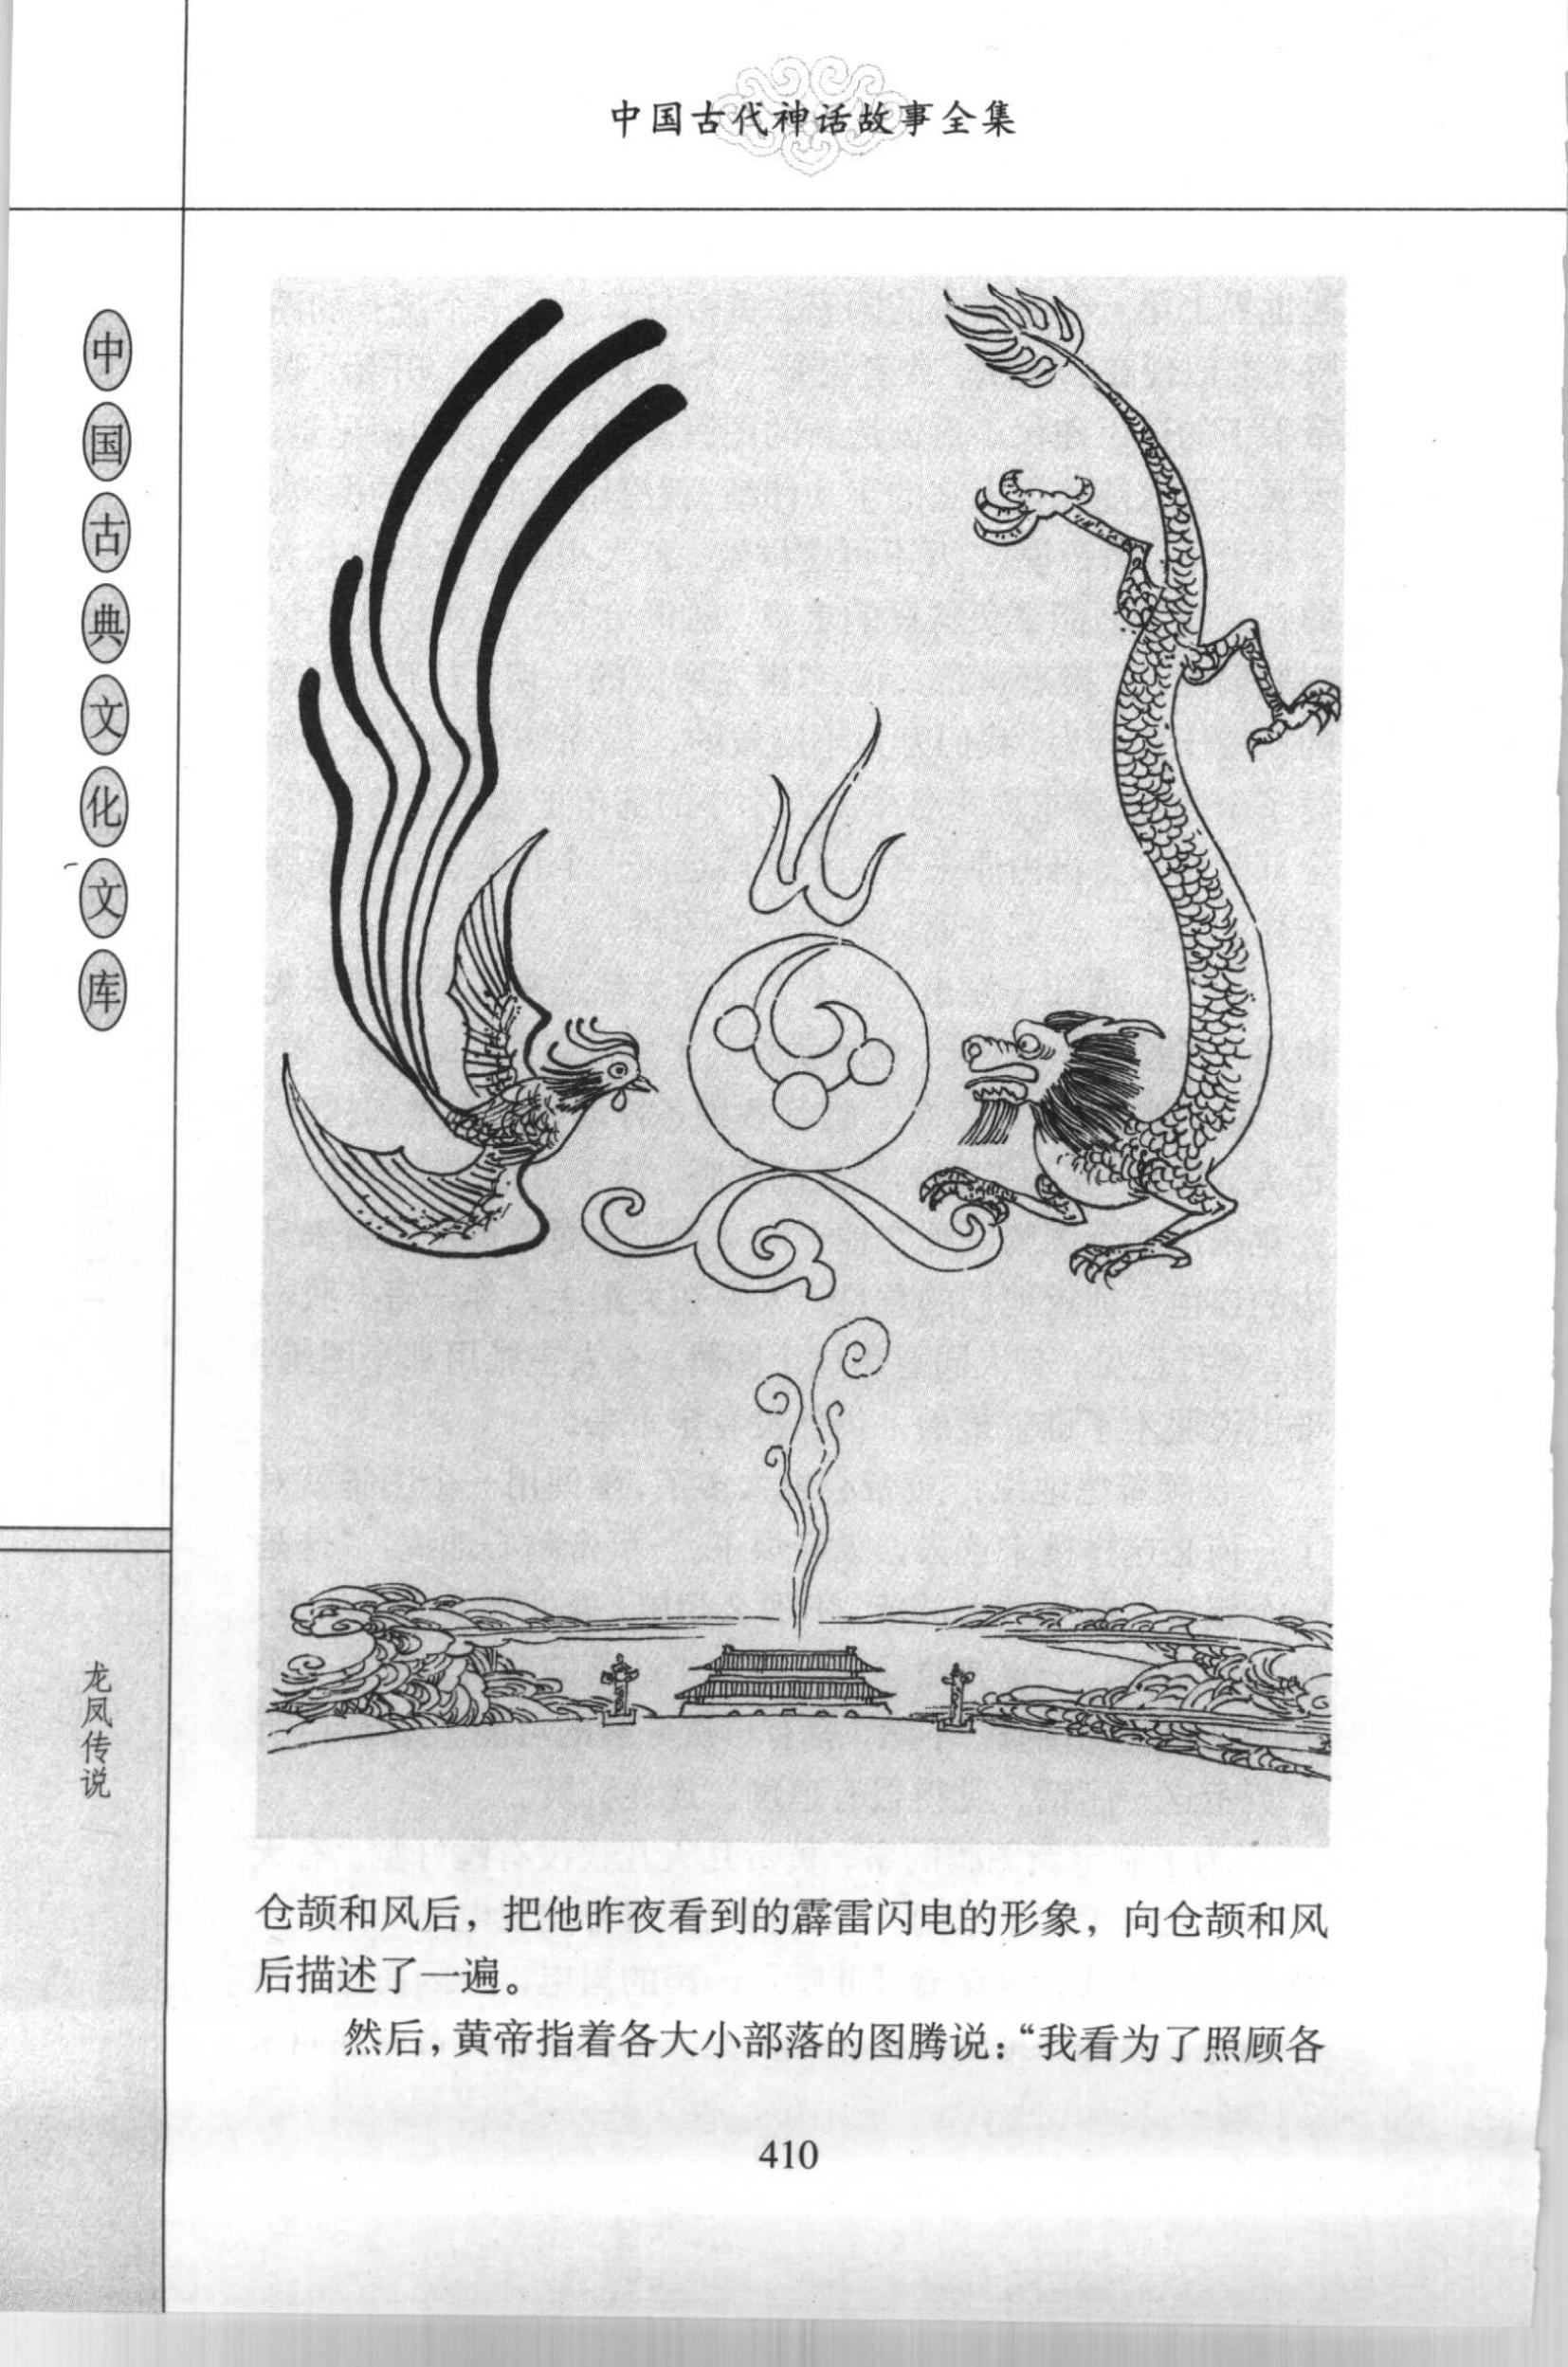 中国古代神话故事全集
中国古典文化文库
龙凤传说
仓颉和风后，把他昨夜看到的霹雷闪电的形象，向仓颉和风
后描述了一遍。
然后，黄帝指着各大小部落的图腾说：“我看为了照顾各
410